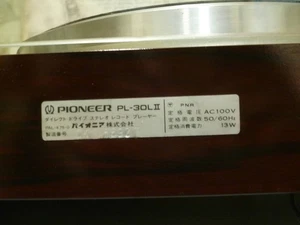 PIONEER PL-30LⅡ
ダイレクト ドライブ ステレオ レコード プレーヤー
パイオニア株式会社
製造番号
PNR
定格電圧 AC100V
定格周波数 50/60Hz
定格消費電力 13W